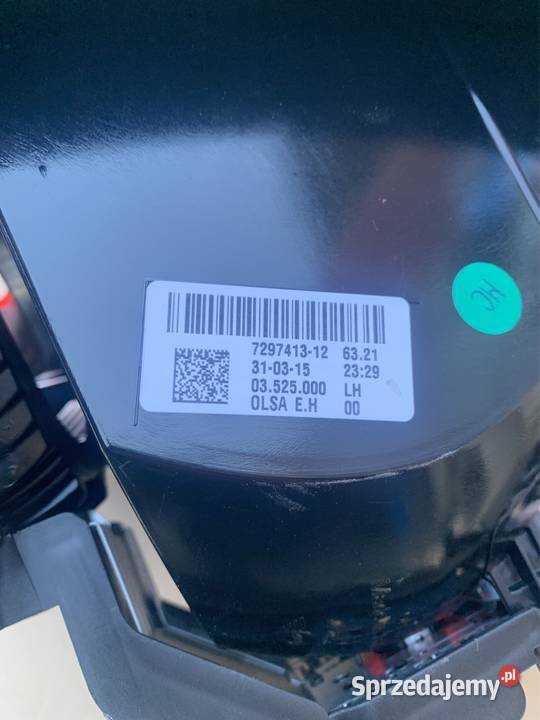 7297413-12 63.21
31-03-15 23:29
03.525.000 LH
OLSA E.H 00
HC
Sprzedajemy.pl